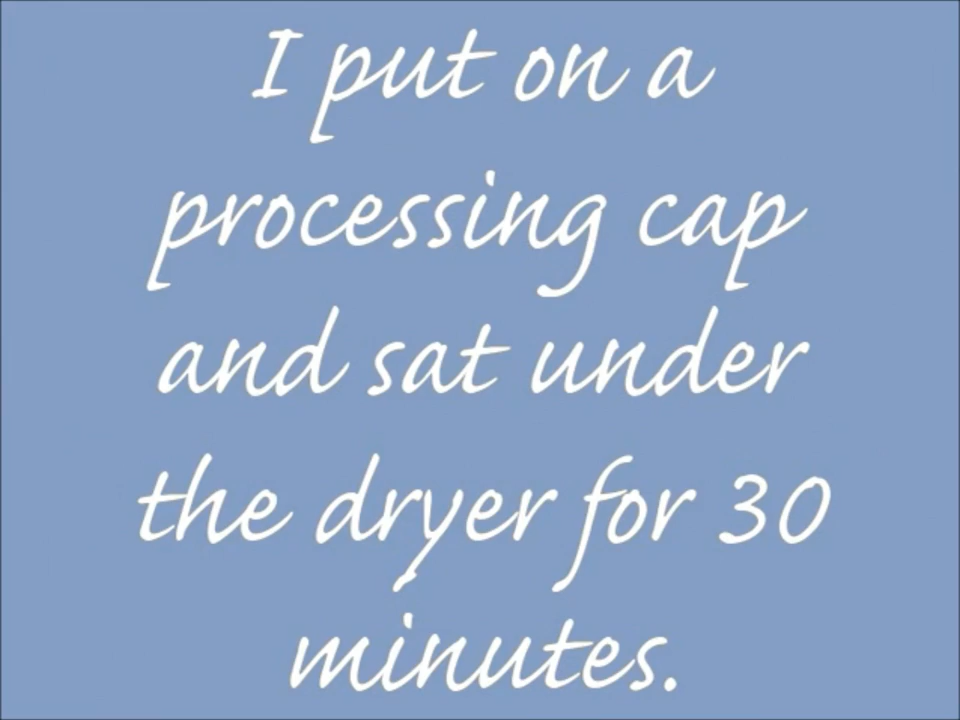 I put on a
processing cap
and sat under
the dryer for 30
minutes.